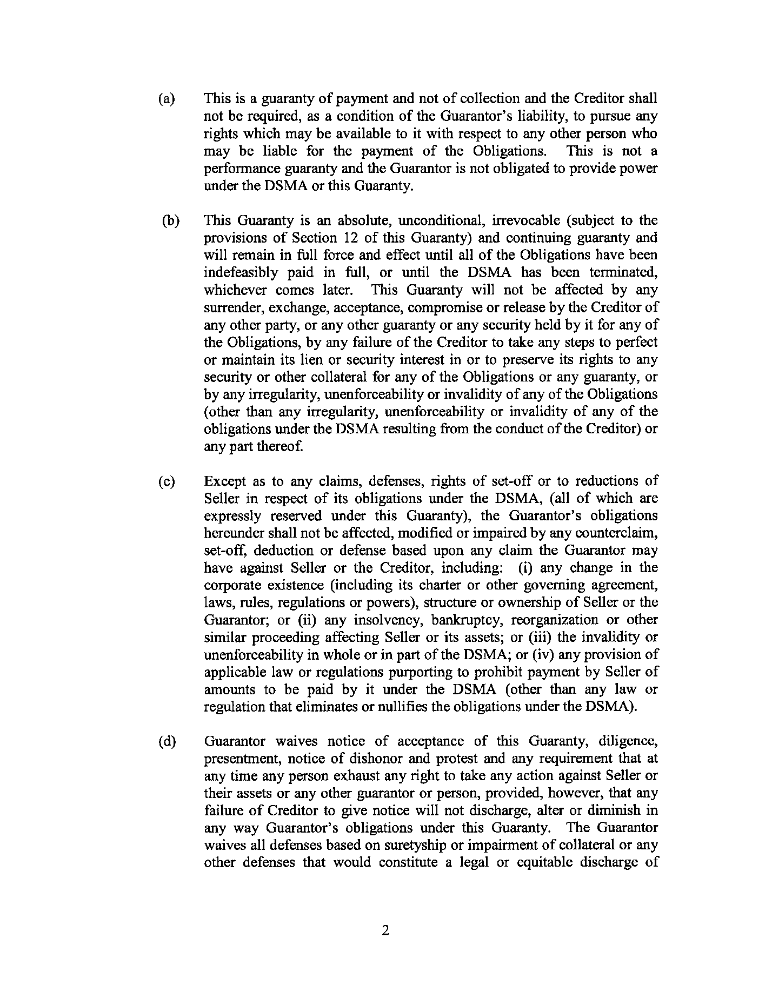 (a) This is a guaranty of payment and not of collection and the Creditor shall
not be required, as a condition of the Guarantor's liability, to pursue any
rights which may be available to it with respect to any other person who
may be liable for the payment of the Obligations. This is not a
performance guaranty and the Guarantor is not obligated to provide power
under the DSMA or this Guaranty.
(b) This Guaranty is an absolute, unconditional, irrevocable (subject to the
provisions of Section 12 of this Guaranty) and continuing guaranty and
will remain in full force and effect until all of the Obligations have been
indefeasibly paid in full, or until the DSMA has been terminated,
whichever comes later. This Guaranty will not be affected by any
surrender, exchange, acceptance, compromise or release by the Creditor of
any other party, or any other guaranty or any security held by it for any of
the Obligations, by any failure of the Creditor to take any steps to perfect
or maintain its lien or security interest in or to preserve its rights to any
security or other collateral for any of the Obligations or any guaranty, or
by any irregularity, unenforceability or invalidity of any of the Obligations
(other than any irregularity, unenforceability or invalidity of any of the
obligations under the DSMA resulting from the conduct of the Creditor) or
any part thereof.
(c) Except as to any claims, defenses, rights of set-off or to reductions of
Seller in respect of its obligations under the DSMA, (all of which are
expressly reserved under this Guaranty), the Guarantor's obligations
hereunder shall not be affected, modified or impaired by any counterclaim,
set-off, deduction or defense based upon any claim the Guarantor may
have against Seller or the Creditor, including: (i) any change in the
corporate existence (including its charter or other governing agreement,
laws, rules, regulations or powers), structure or ownership of Seller or the
Guarantor; or (ii) any insolvency, bankruptcy, reorganization or other
similar proceeding affecting Seller or its assets; or (iii) the invalidity or
unenforceability in whole or in part of the DSMA; or (iv) any provision of
applicable law or regulations purporting to prohibit payment by Seller of
amounts to be paid by it under the DSMA (other than any law or
regulation that eliminates or nullifies the obligations under the DSMA).
(d) Guarantor waives notice of acceptance of this Guaranty, diligence,
presentment, notice of dishonor and protest and any requirement that at
any time any person exhaust any right to take any action against Seller or
their assets or any other guarantor or person, provided, however, that any
failure of Creditor to give notice will not discharge, alter or diminish in
any way Guarantor's obligations under this Guaranty. The Guarantor
waives all defenses based on suretyship or impairment of collateral or any
other defenses that would constitute a legal or equitable discharge of
2